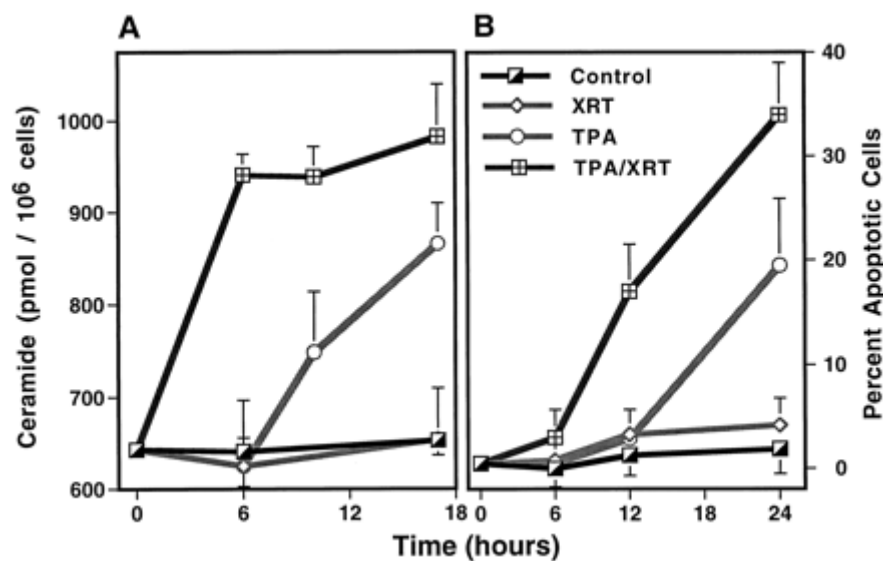 A
B
Ceramide (pmol / 10⁶ cells)
1000
900
800
700
600
0
6
12
18
Control
XRT
TPA
TPA/XRT
40
30
20
10
0
Percent Apoptotic Cells
0
6
12
18
24
Time (hours)